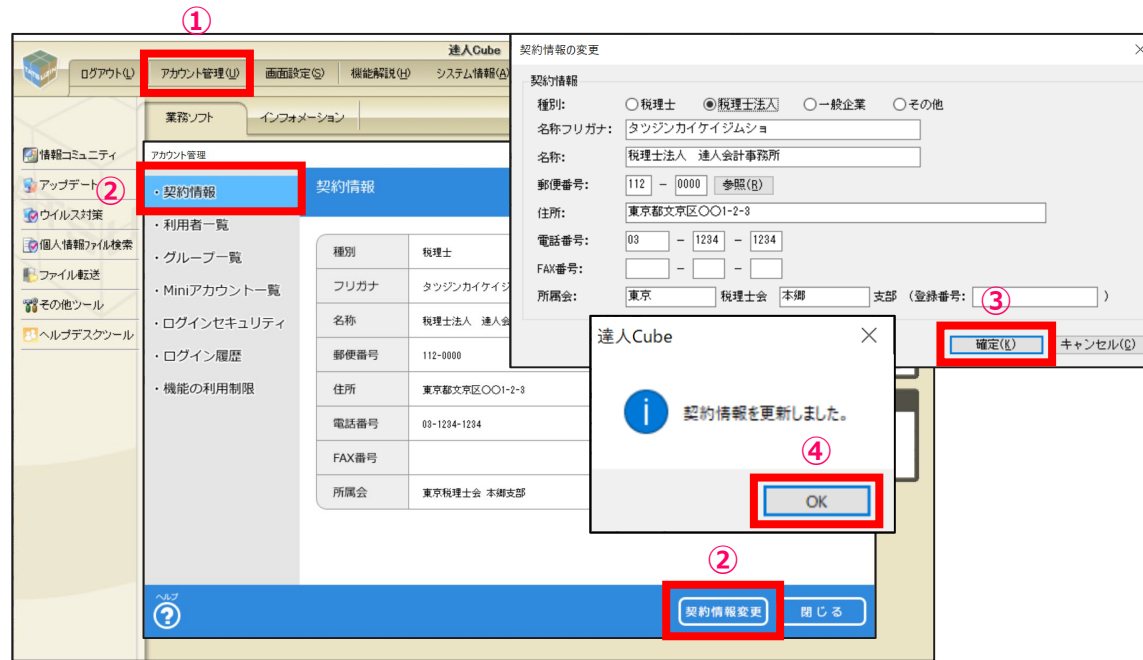 ①
達人Cube
ログアウト(L)
アカウント管理(U)
画面設定(S)
機能解説(H)
システム情報(A)
業務ソフト
インフォメーション
情報コミュニティ
アップデート
ウイルス対策
個人情報ファイル検索
ファイル転送
その他ツール
ヘルプデスクツール
アカウント管理
②
・契約情報
・利用者一覧
・グループ一覧
・Miniアカウント一覧
・ログインセキュリティ
・ログイン履歴
・機能の利用制限
契約情報
種別 税理士
フリガナ タツジンカイケイジ
名称 税理士法人 達人会
郵便番号 112-0000
住所 東京都文京区〇〇1-2-3
電話番号 03-1234-1234
FAX番号
所属会 東京税理士会 本郷支部
ヘルプ
?
②
契約情報変更
閉じる
契約情報の変更
契約情報
種別: 税理士 税理士法人 一般企業 その他
名称フリガナ: タツジンカイケイジムショ
名称: 税理士法人 達人会計事務所
郵便番号: 112 - 0000 参照(R)
住所: 東京都文京区〇〇1-2-3
電話番号: 03 - 1234 - 1234
FAX番号: - -
所属会: 東京 税理士会 本郷 支部 (登録番号: )
③
確定(K) キャンセル(C)
達人Cube
契約情報を更新しました。
④
OK